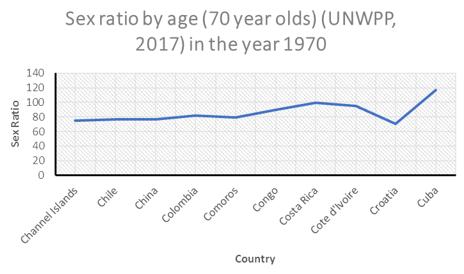 Sex ratio by age (70 year olds) (UNWPP,
2017) in the year 1970
Sex Ratio
140
120
100
80
60
40
20
0
Channel Islands
Chile
China
Colombia
Comoros
Congo
Costa Rica
Cote d'Ivoire
Croatia
Cuba
Country